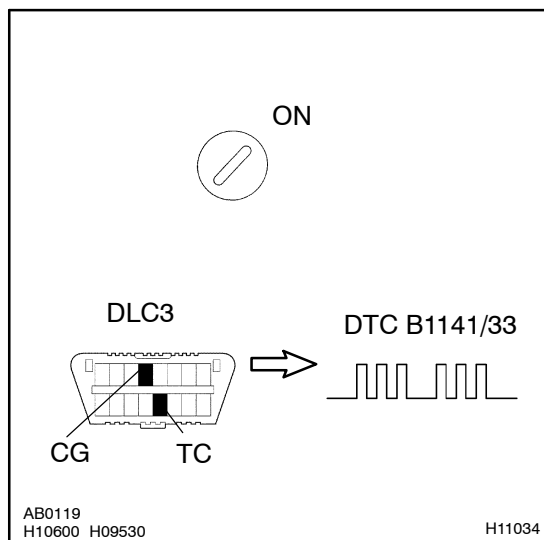 ON
DLC3
DTC B1141/33
CG
TC
AB0119
H10600 H09530
H11034